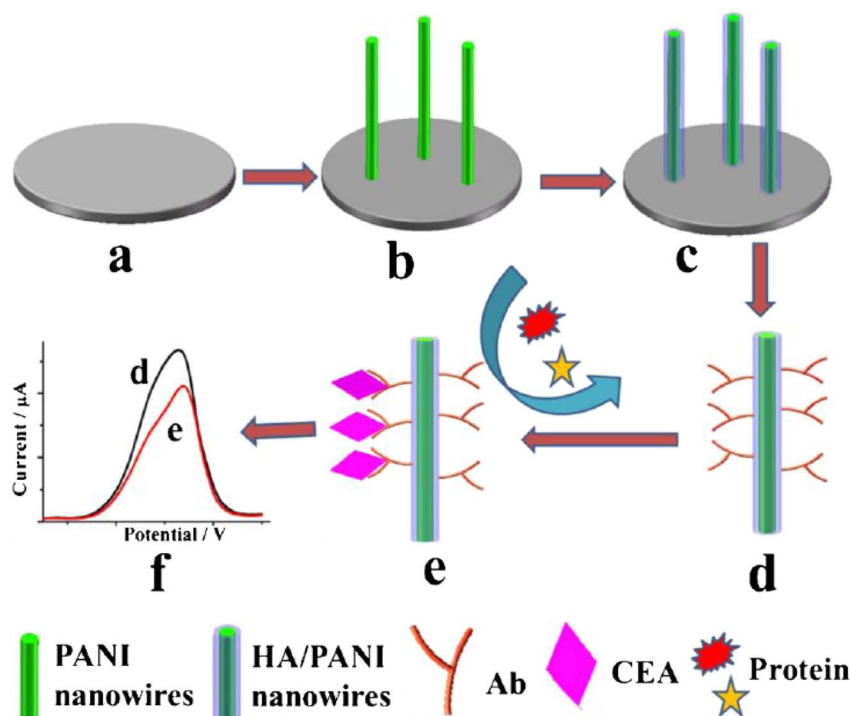 a
b
c
d
e
Current / μA
Potential / V
f
e
d
PANI
nanowires
HA/PANI
nanowires
Ab
CEA
Protein